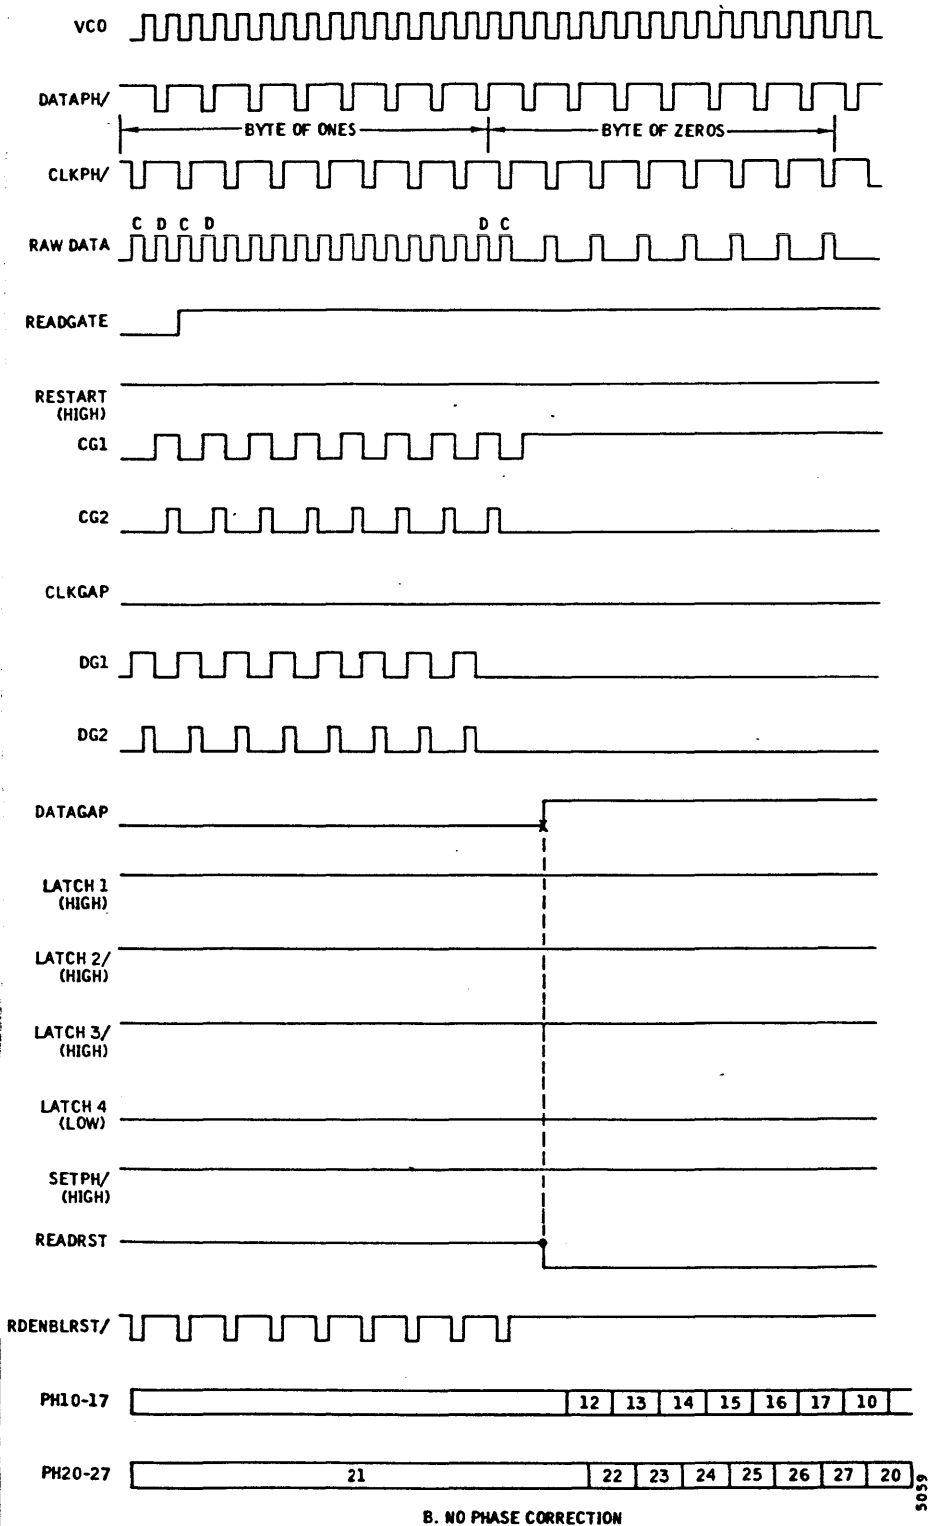 VCO
DATAPH/
BYTE OF ONES BYTE OF ZEROS
CLKPH/
C D C D D C
RAW DATA
READGATE
RESTART
(HIGH)
CG1
CG2
CLKGAP
DG1
DG2
DATAGAP
X
LATCH 1
(HIGH)
LATCH 2/
(HIGH)
LATCH 3/
(HIGH)
LATCH 4
(LOW)
SETPH/
(HIGH)
READRST
RDENBLRST/
PH10-17 12 13 14 15 16 17 10
PH20-27 21 22 23 24 25 26 27 20
5059
B. NO PHASE CORRECTION